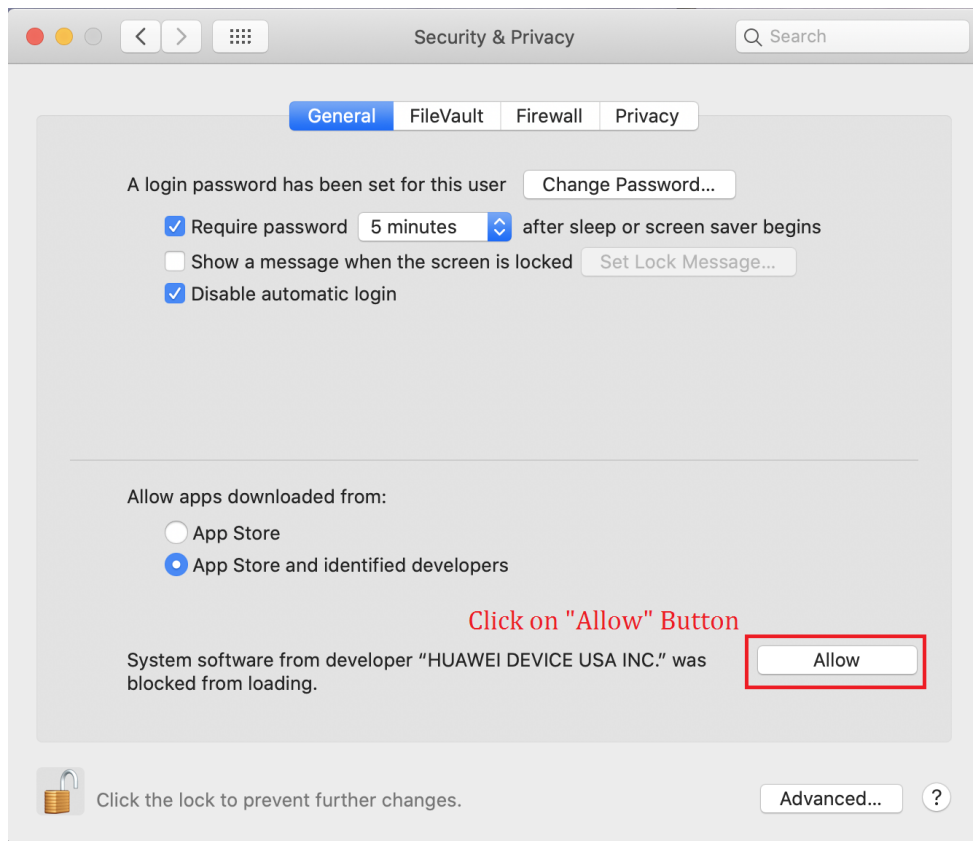 Security & Privacy
Search
General
FileVault
Firewall
Privacy
A login password has been set for this user
Change Password...
Require password
5 minutes
after sleep or screen saver begins
Show a message when the screen is locked
Set Lock Message...
Disable automatic login
Allow apps downloaded from:
App Store
App Store and identified developers
Click on "Allow" Button
System software from developer “HUAWEI DEVICE USA INC.” was
blocked from loading.
Allow
Click the lock to prevent further changes.
Advanced...
?